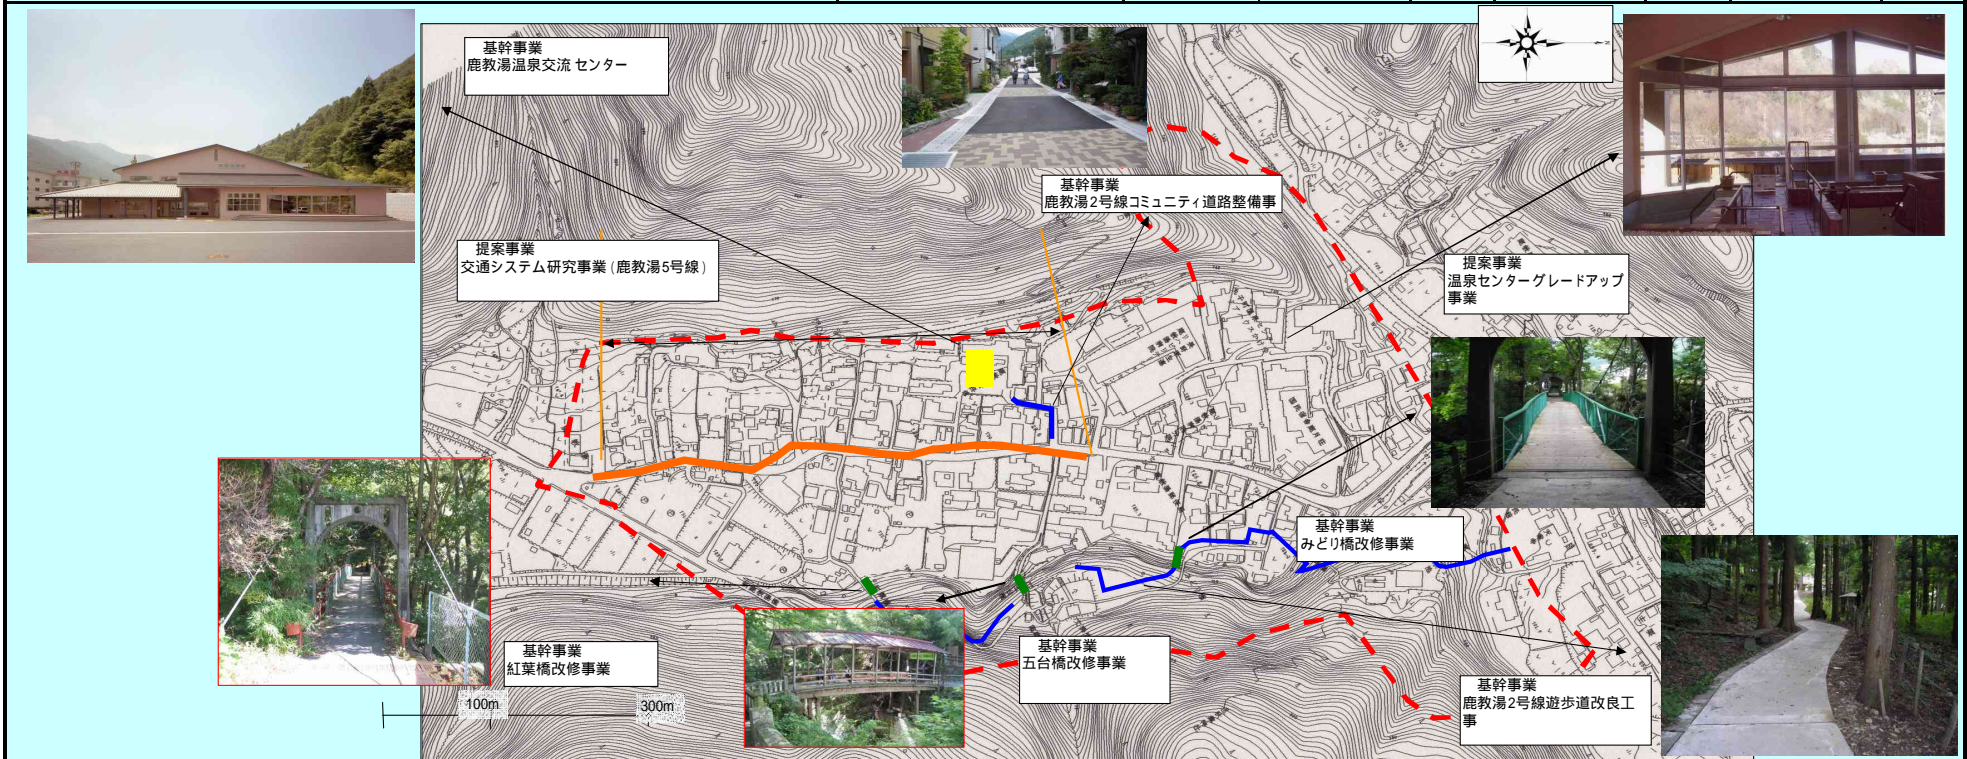 基幹事業
鹿教湯温泉交流 センター
基幹事業
鹿教湯2号線コミュニティ道路整備事
提案事業
交通システム研究事業(鹿教湯5号線)
提案事業
温泉センターグレードアップ
事業
基幹事業
みどり橋改修事業
基幹事業
紅葉橋改修事業
基幹事業
五台橋改修事業
基幹事業
鹿教湯2号線遊歩道改良工
事
100m
300m